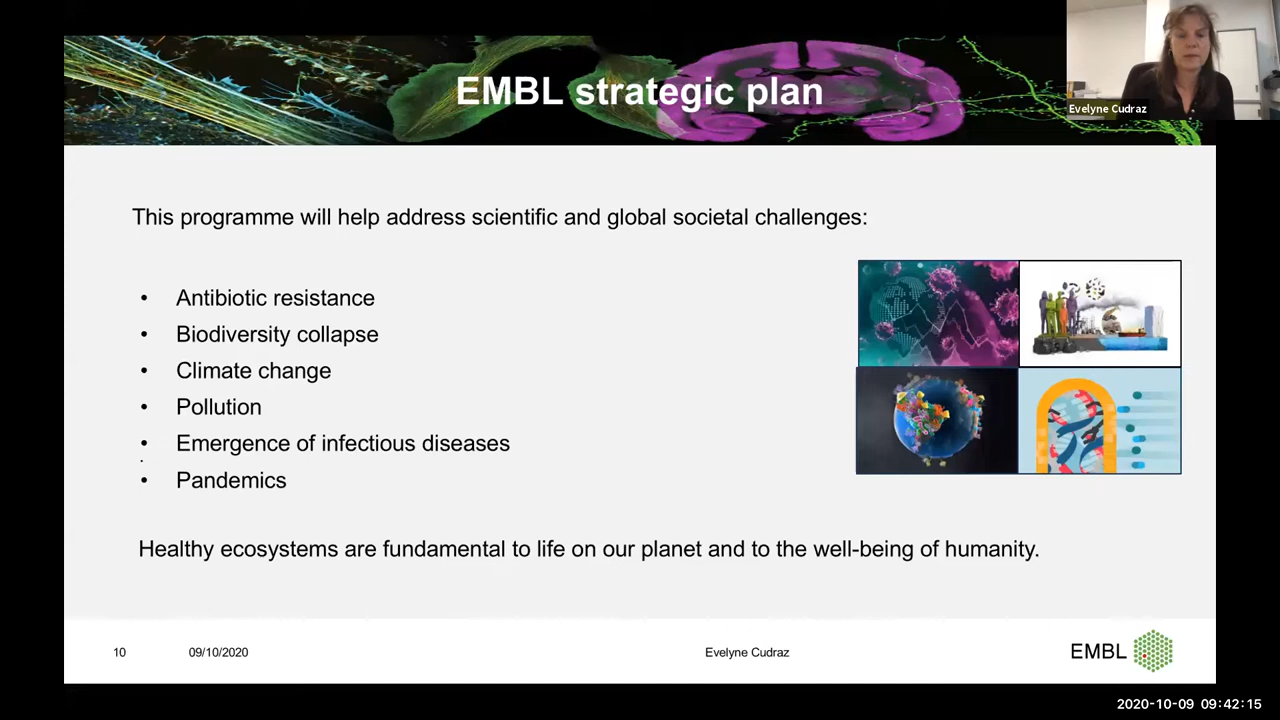 EMBL strategic plan
Evelyne Cudraz
This programme will help address scientific and global societal challenges:
• Antibiotic resistance
• Biodiversity collapse
• Climate change
• Pollution
• Emergence of infectious diseases
• Pandemics
Healthy ecosystems are fundamental to life on our planet and to the well-being of humanity.
10 09/10/2020 Evelyne Cudraz EMBL
2020-10-09 09:42:15